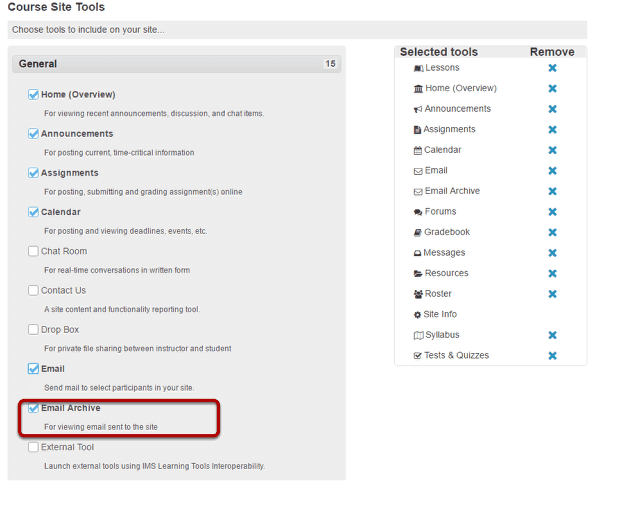 Course Site Tools
Choose tools to include on your site...
General 15
Home (Overview)
For viewing recent announcements, discussion, and chat items.
Announcements
For posting current, time-critical information
Assignments
For posting, submitting and grading assignment(s) online
Calendar
For posting and viewing deadlines, events, etc.
Chat Room
For real-time conversations in written form
Contact Us
A site content and functionality reporting tool.
Drop Box
For private file sharing between instructor and student
Email
Send mail to select participants in your site.
Email Archive
For viewing email sent to the site
External Tool
Launch external tools using IMS Learning Tools Interoperability.
Selected tools Remove
Lessons
Home (Overview)
Announcements
Assignments
Calendar
Email
Email Archive
Forums
Gradebook
Messages
Resources
Roster
Site Info
Syllabus
Tests & Quizzes